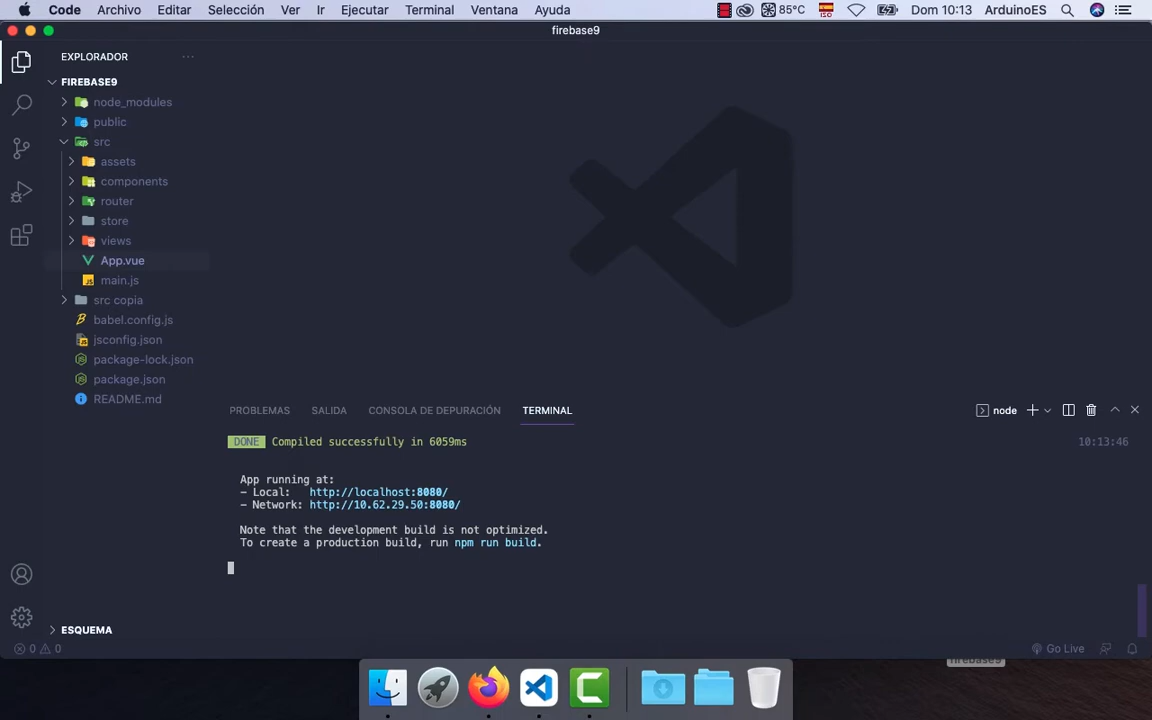 Code Archivo Editar Selección Ver Ir Ejecutar Terminal Ventana Ayuda 85°C ISO Dom 10:13 ArduinoES
firebase9
EXPLORADOR ...
FIREBASE9
node_modules
public
src
assets
components
router
store
views
App.vue
main.js
src copia
babel.config.js
jsconfig.json
package-lock.json
package.json
README.md
ESQUEMA
PROBLEMAS SALIDA CONSOLA DE DEPURACIÓN TERMINAL node
DONE Compiled successfully in 6059ms 10:13:46
App running at:
- Local: http://localhost:8080/
- Network: http://10.62.29.50:8080/
Note that the development build is not optimized.
To create a production build, run npm run build.
0 0 Go Live
firebase9